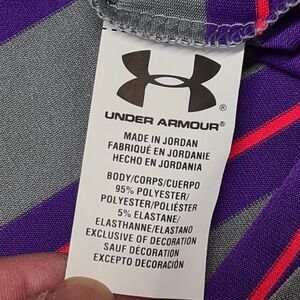 UNDER ARMOUR®
MADE IN JORDAN
FABRIQUÉ EN JORDANIE
HECHO EN JORDANIA
BODY/CORPS/CUERPO
95% POLYESTER/
POLYESTER/POLIÉSTER
5% ELASTANE/
ELASTHANNE/ELASTANO
EXCLUSIVE OF DECORATION
SAUF DÉCORATION
EXCEPTO DECORACIÓN